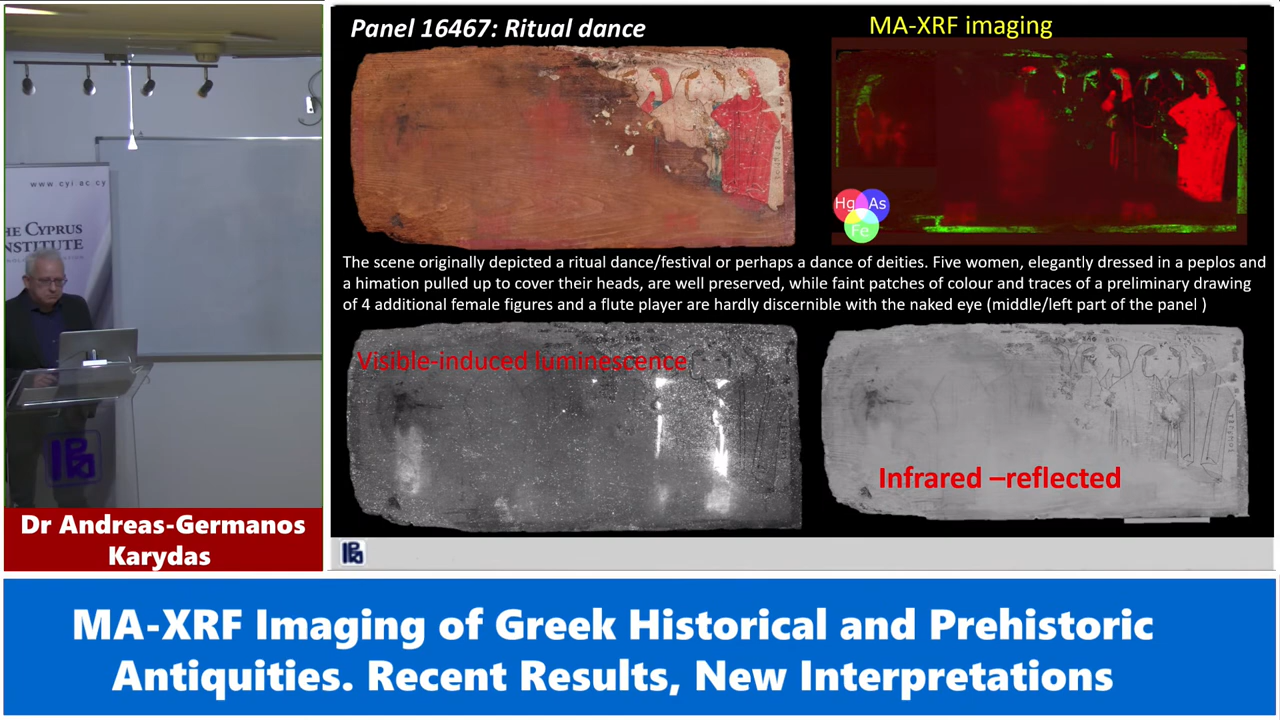 Panel 16467: Ritual dance
MA-XRF imaging
Hg As
Fe
www cyi ac cy
HE CYPRUS
INSTITUTE
The scene originally depicted a ritual dance/festival or perhaps a dance of deities. Five women, elegantly dressed in a peplos and
a himation pulled up to cover their heads, are well preserved, while faint patches of colour and traces of a preliminary drawing
of 4 additional female figures and a flute player are hardly discernible with the naked eye (middle/left part of the panel )
Visible-induced luminescence
Infrared –reflected
Dr Andreas-Germanos
Karydas
MA-XRF Imaging of Greek Historical and Prehistoric
Antiquities. Recent Results, New Interpretations